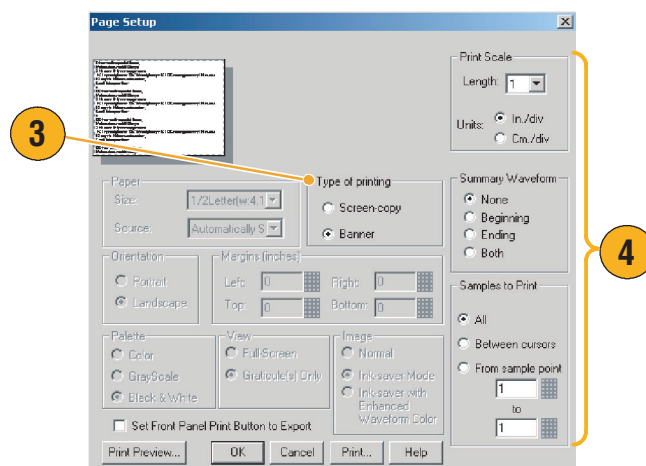 Page Setup
3
Paper
Size: 1/2Letter(w:4.1
Source: Automatically S
Type of printing
Screen-copy
Banner
Orientation
Portrait
Landscape
Margins (inches)
Left: 0 Right: 0
Top: 0 Bottom: 0
Palette
Color
GrayScale
Black & White
View
Full-Screen
Graticule(s) Only
Image
Normal
Ink-saver Mode
Ink-saver with
Enhanced
Waveform Color
Set Front Panel Print Button to Export
Print Preview... OK Cancel Print... Help
Print Scale
Length: 1
Units: In./div
Cm./div
Summary Waveform
None
Beginning
Ending
Both
Samples to Print
All
Between cursors
From sample point
1
to
1
4